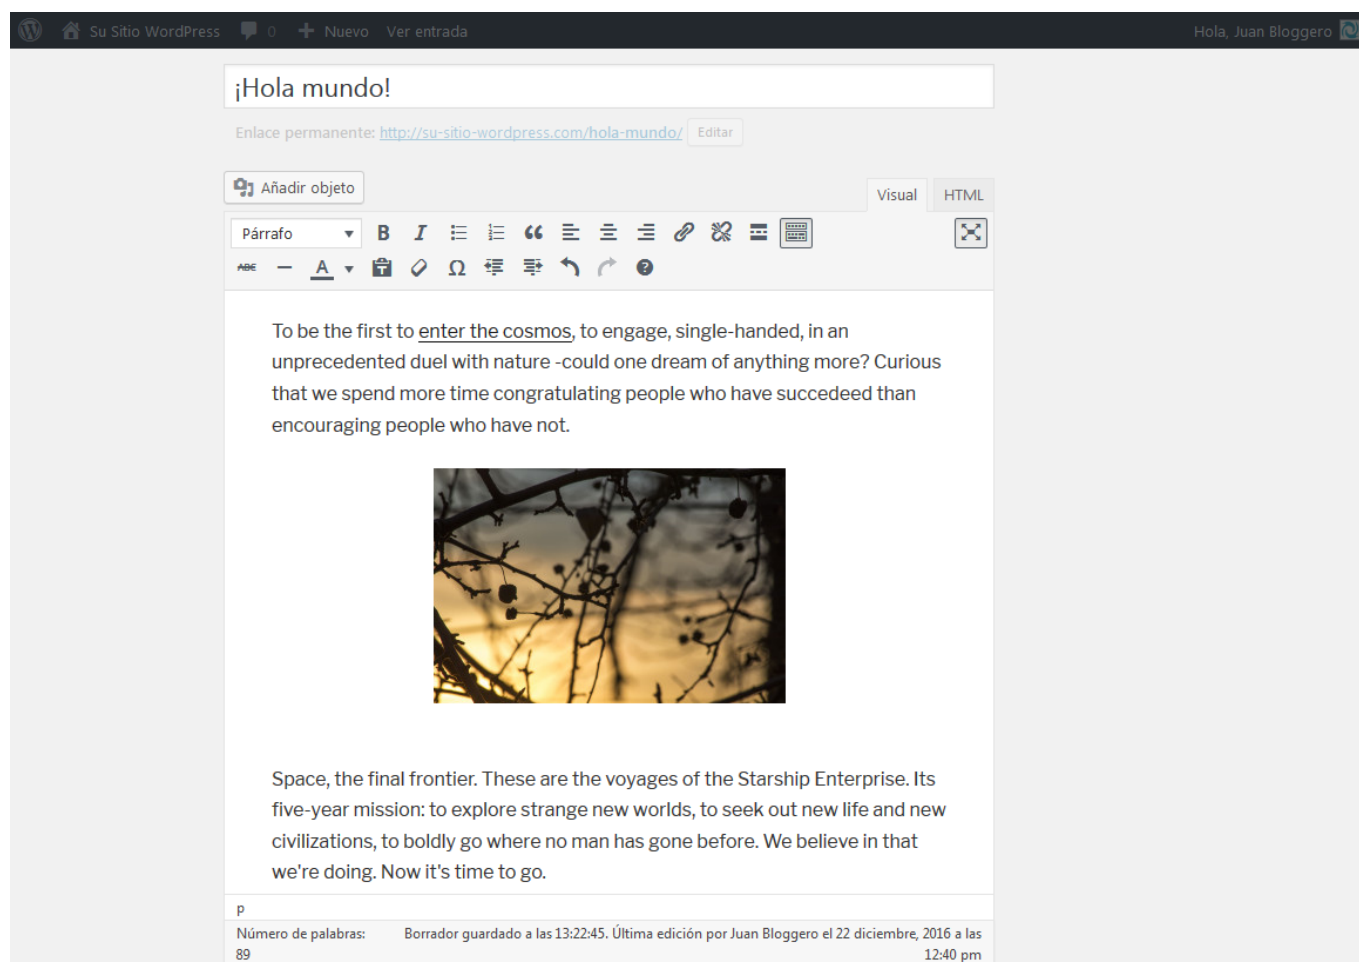 Su Sitio WordPress 0 Nuevo Ver entrada Hola, Juan Bloggero
¡Hola mundo!
Enlace permanente: http://su-sitio-wordpress.com/hola-mundo/ Editar
Añadir objeto Visual HTML
Párrafo B I
ABC A Ω
To be the first to enter the cosmos, to engage, single-handed, in an
unprecedented duel with nature -could one dream of anything more? Curious
that we spend more time congratulating people who have succedeed than
encouraging people who have not.
Space, the final frontier. These are the voyages of the Starship Enterprise. Its
five-year mission: to explore strange new worlds, to seek out new life and new
civilizations, to boldly go where no man has gone before. We believe in that
we're doing. Now it's time to go.
p
Número de palabras: Borrador guardado a las 13:22:45. Última edición por Juan Bloggero el 22 diciembre, 2016 a las
89 12:40 pm